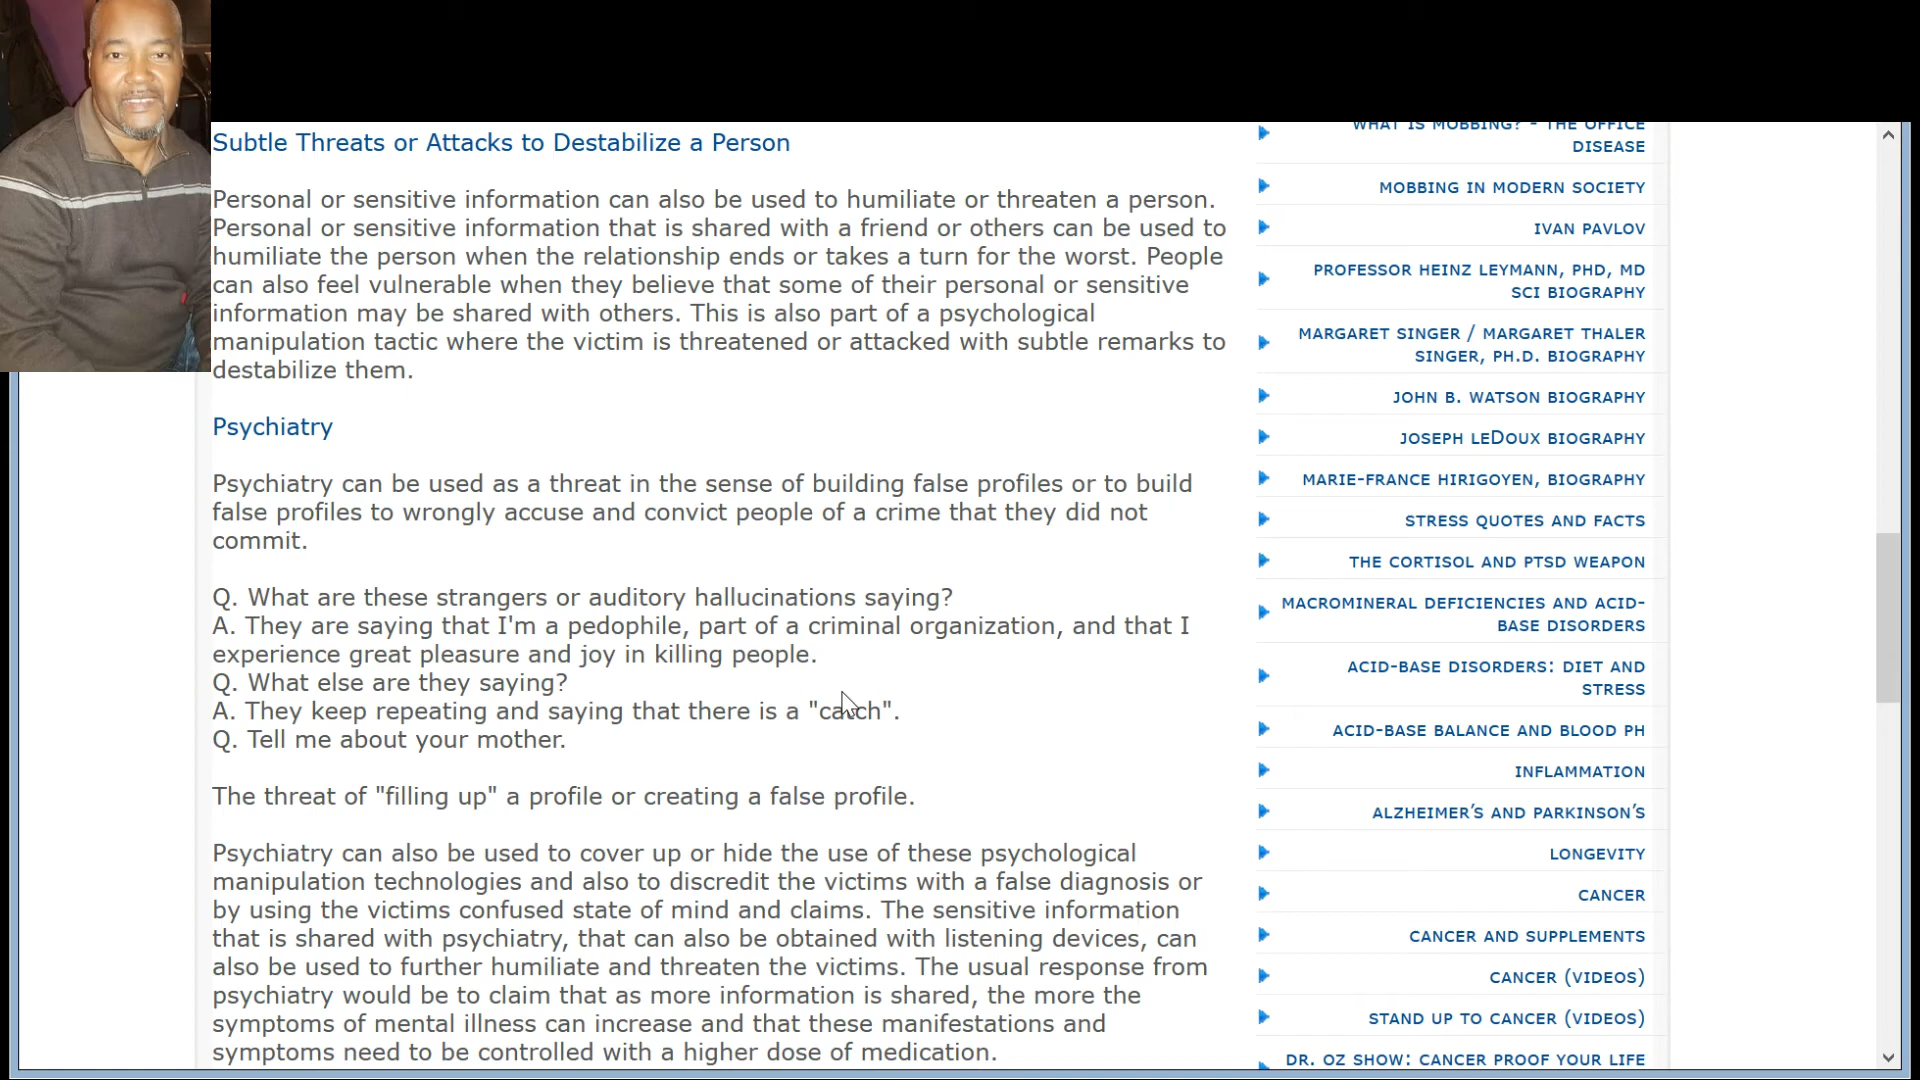 Subtle Threats or Attacks to Destabilize a Person
Personal or sensitive information can also be used to humiliate or threaten a person.
Personal or sensitive information that is shared with a friend or others can be used to
humiliate the person when the relationship ends or takes a turn for the worst. People
can also feel vulnerable when they believe that some of their personal or sensitive
information may be shared with others. This is also part of a psychological
manipulation tactic where the victim is threatened or attacked with subtle remarks to
destabilize them.
Psychiatry
Psychiatry can be used as a threat in the sense of building false profiles or to build
false profiles to wrongly accuse and convict people of a crime that they did not
commit.
Q. What are these strangers or auditory hallucinations saying?
A. They are saying that I'm a pedophile, part of a criminal organization, and that I
experience great pleasure and joy in killing people.
Q. What else are they saying?
A. They keep repeating and saying that there is a "catch".
Q. Tell me about your mother.
The threat of "filling up" a profile or creating a false profile.
Psychiatry can also be used to cover up or hide the use of these psychological
manipulation technologies and also to discredit the victims with a false diagnosis or
by using the victims confused state of mind and claims. The sensitive information
that is shared with psychiatry, that can also be obtained with listening devices, can
also be used to further humiliate and threaten the victims. The usual response from
psychiatry would be to claim that as more information is shared, the more the
symptoms of mental illness can increase and that these manifestations and
symptoms need to be controlled with a higher dose of medication.
WHAT IS MOBBING? - THE OFFICE
DISEASE
MOBBING IN MODERN SOCIETY
IVAN PAVLOV
PROFESSOR HEINZ LEYMANN, PHD, MD
SCI BIOGRAPHY
MARGARET SINGER / MARGARET THALER
SINGER, PH.D. BIOGRAPHY
JOHN B. WATSON BIOGRAPHY
JOSEPH LEDOUX BIOGRAPHY
MARIE-FRANCE HIRIGOYEN, BIOGRAPHY
STRESS QUOTES AND FACTS
THE CORTISOL AND PTSD WEAPON
MACROMINERAL DEFICIENCIES AND ACID-
BASE DISORDERS
ACID-BASE DISORDERS: DIET AND
STRESS
ACID-BASE BALANCE AND BLOOD PH
INFLAMMATION
ALZHEIMER'S AND PARKINSON'S
LONGEVITY
CANCER
CANCER AND SUPPLEMENTS
CANCER (VIDEOS)
STAND UP TO CANCER (VIDEOS)
DR. OZ SHOW: CANCER PROOF YOUR LIFE